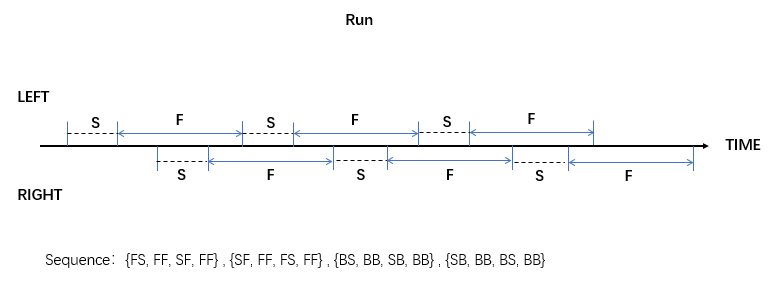 Run
LEFT
S F S F S F
TIME
S F S F S F
RIGHT
Sequence: {FS, FF, SF, FF} , {SF, FF, FS, FF} , {BS, BB, SB, BB} , {SB, BB, BS, BB}